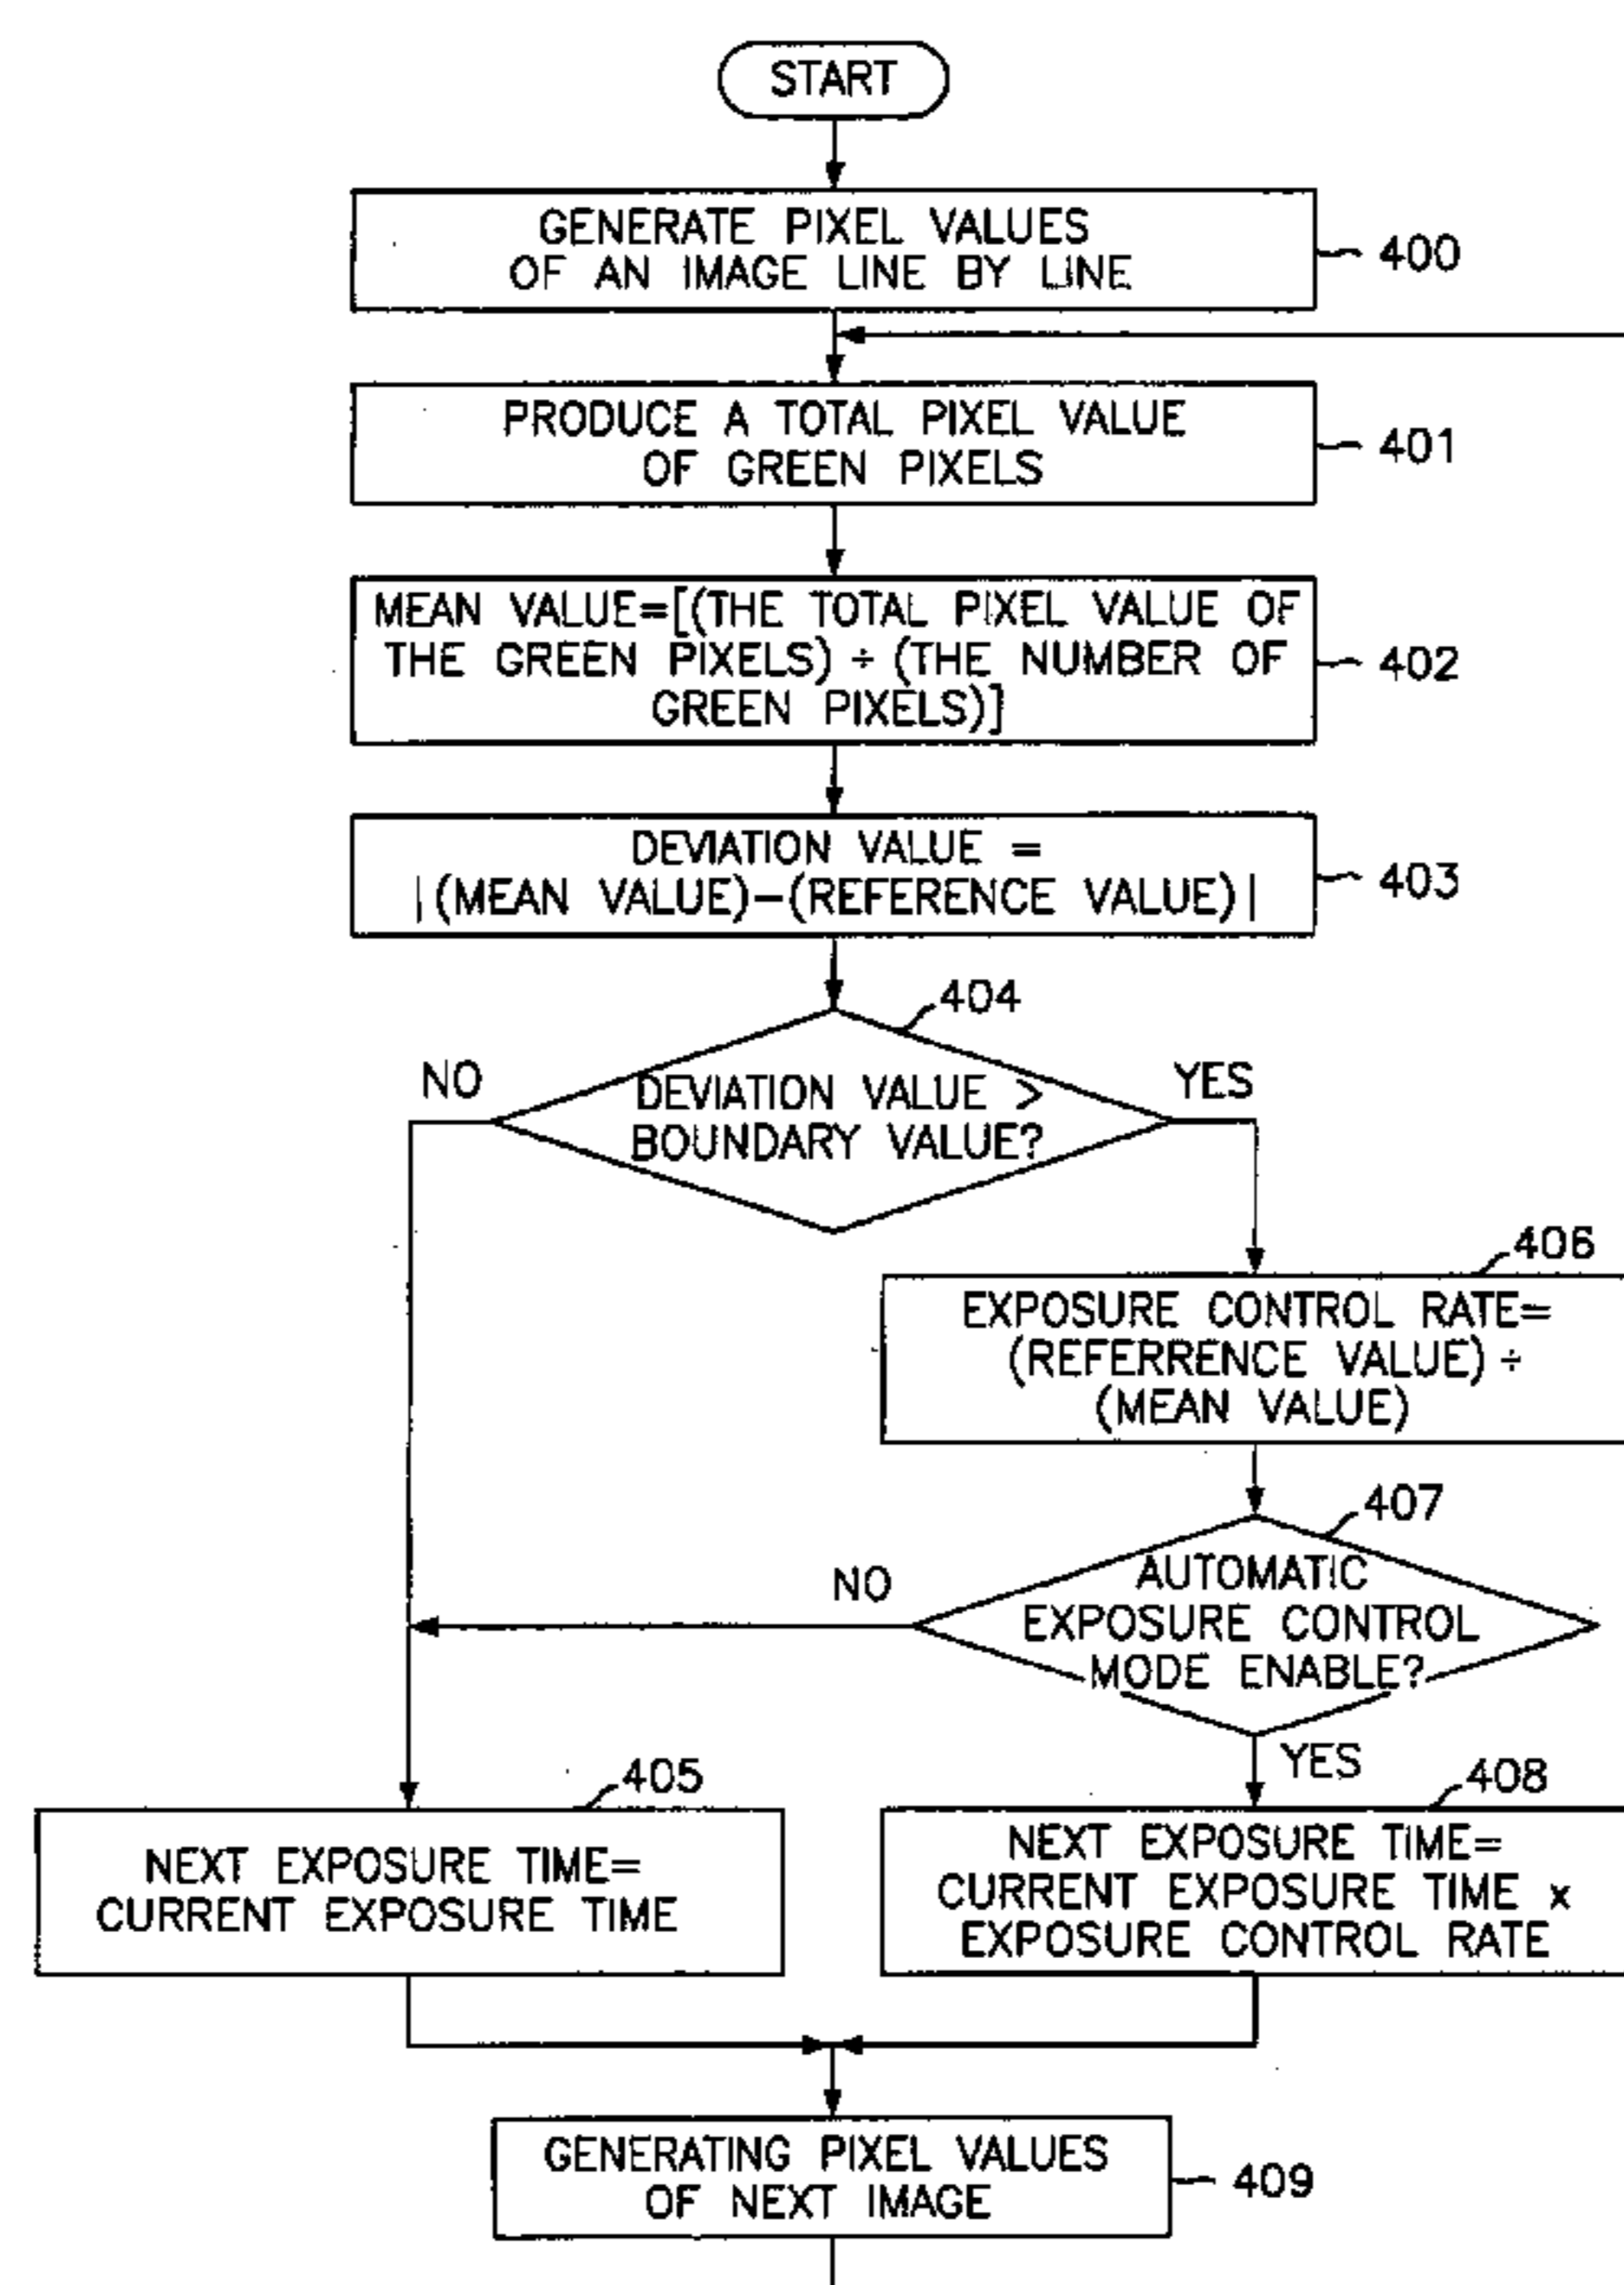 START
GENERATE PIXEL VALUES
OF AN IMAGE LINE BY LINE
400
PRODUCE A TOTAL PIXEL VALUE
OF GREEN PIXELS
401
MEAN VALUE=[(THE TOTAL PIXEL VALUE OF
THE GREEN PIXELS) ÷ (THE NUMBER OF
GREEN PIXELS)]
402
DEVIATION VALUE =
|(MEAN VALUE)-(REFERENCE VALUE)|
403
404
NO
YES
DEVIATION VALUE >
BOUNDARY VALUE?
406
EXPOSURE CONTROL RATE=
(REFERRENCE VALUE) ÷
(MEAN VALUE)
407
NO
AUTOMATIC
EXPOSURE CONTROL
MODE ENABLE?
YES
405
NEXT EXPOSURE TIME=
CURRENT EXPOSURE TIME
408
NEXT EXPOSURE TIME=
CURRENT EXPOSURE TIME x
EXPOSURE CONTROL RATE
GENERATING PIXEL VALUES
OF NEXT IMAGE
409